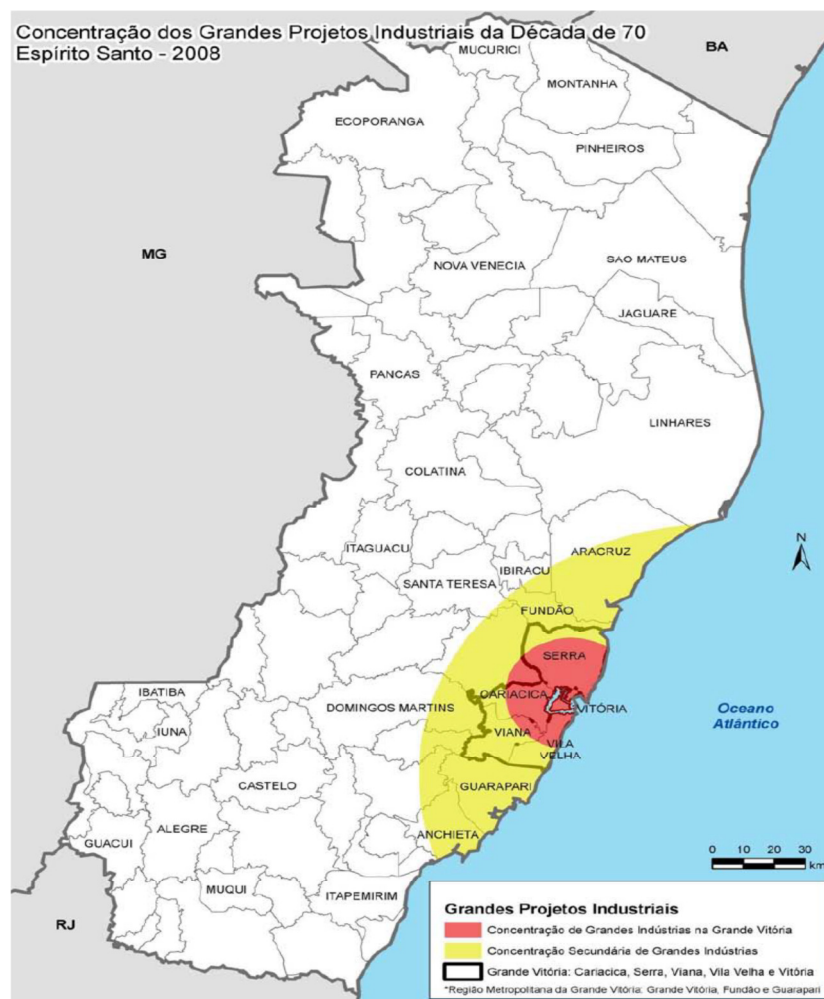 Concentração dos Grandes Projetos Industriais da Década de 70
Espírito Santo - 2008
BA
MUCURICI
MONTANHA
ECOPORANGA
PINHEIROS
MG
NOVA VENECIA
SAO MATEUS
JAGUARE
PANCAS
LINHARES
COLATINA
ITAGUACU
ARACRUZ
N
IBIRACU
SANTA TERESA
FUNDÃO
SERRA
IBATIBA
CARIACICA
DOMINGOS MARTINS
VITÓRIA
Oceano
Atlântico
IUNA
VIANA
VILA
VELHA
CASTELO
GUARAPARI
ALEGRE
ANCHIETA
GUACUI
0 10 20 30
km
MUQUI
ITAPEMIRIM
RJ
Grandes Projetos Industriais
Concentração de Grandes Indústrias na Grande Vitória
Concentração Secundária de Grandes Indústrias
Grande Vitória: Cariacica, Serra, Viana, Vila Velha e Vitória
*Região Metropolitana da Grande Vitória: Grande Vitória, Fundão e Guarapari